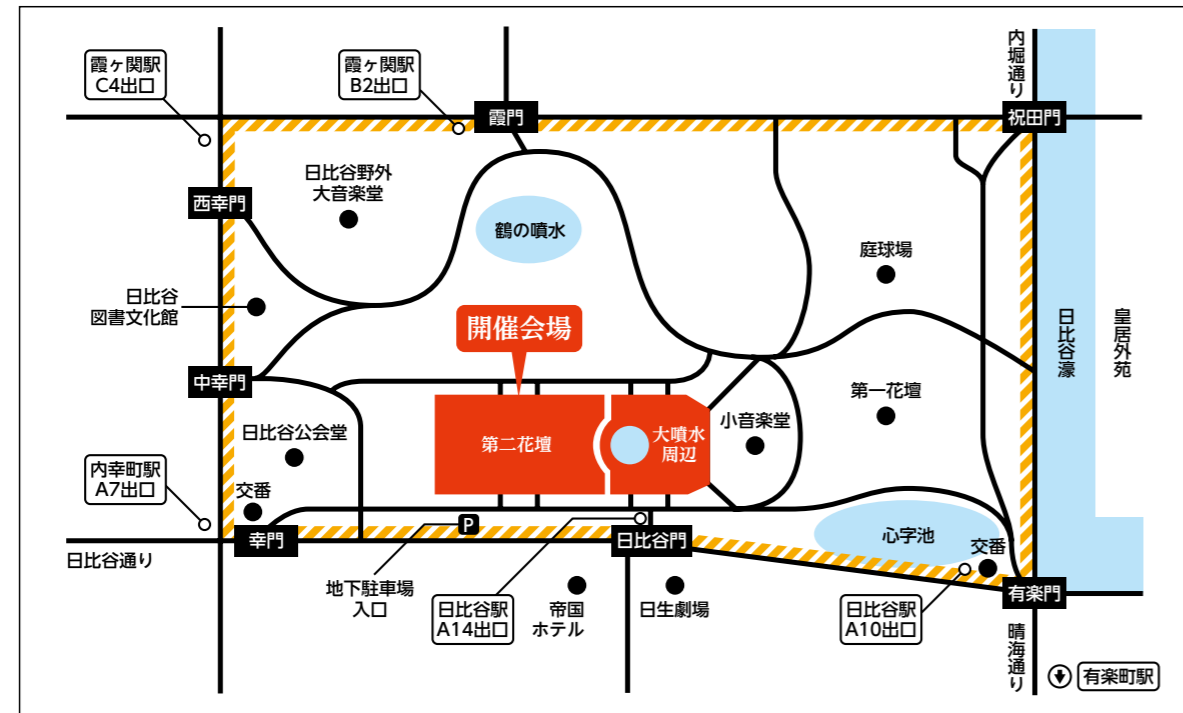 霞ヶ関駅
C4出口
霞ヶ関駅
B2出口
霞門
内堀通り
祝田門
西幸門
日比谷野外
大音楽堂
鶴の噴水
庭球場
日比谷
図書文化館
開催会場
日比谷濠
皇居外苑
中幸門
第一花壇
日比谷公会堂
第二花壇
大噴水
周辺
小音楽堂
内幸町駅
A7出口
交番
幸門
P
日比谷門
心字池
交番
日比谷通り
地下駐車場
入口
日比谷駅
A14出口
帝国
ホテル
日生劇場
日比谷駅
A10出口
有楽門
晴海通り
有楽町駅